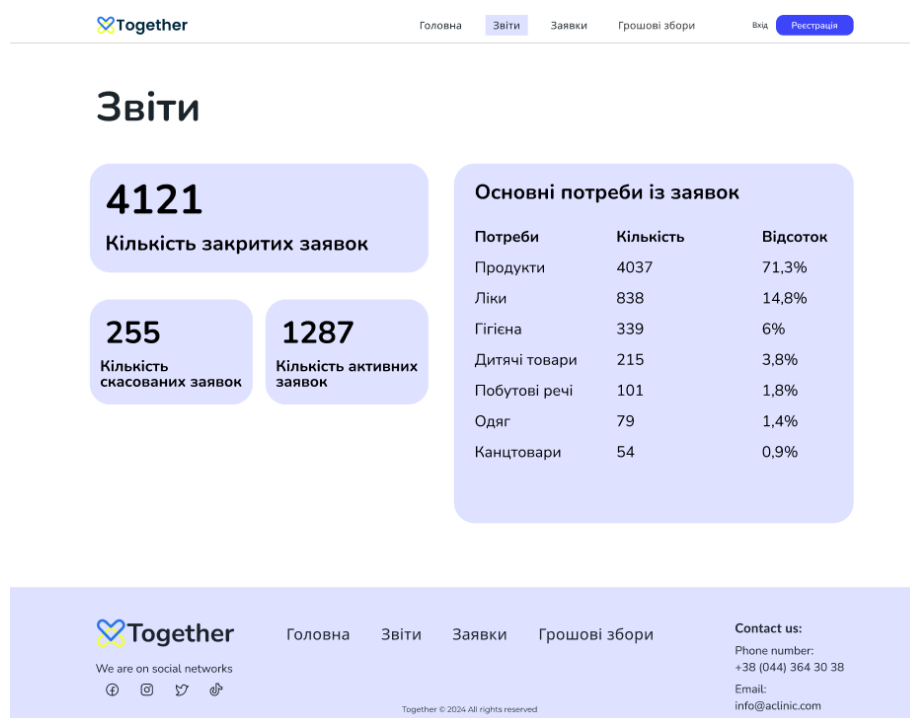 Together
Головна Звіти Заявки Грошові збори Вхід Реєстрація
Звіти
4121
Кількість закритих заявок
255
Кількість
скасованих заявок
1287
Кількість активних
заявок
Основні потреби із заявок
Потреби Кількість Відсоток
Продукти 4037 71,3%
Ліки 838 14,8%
Гігієна 339 6%
Дитячі товари 215 3,8%
Побутові речі 101 1,8%
Одяг 79 1,4%
Канцтовари 54 0,9%
Together
We are on social networks
Головна Звіти Заявки Грошові збори
Contact us:
Phone number:
+38 (044) 364 30 38
Email:
info@aclinic.com
Together © 2024 All rights reserved